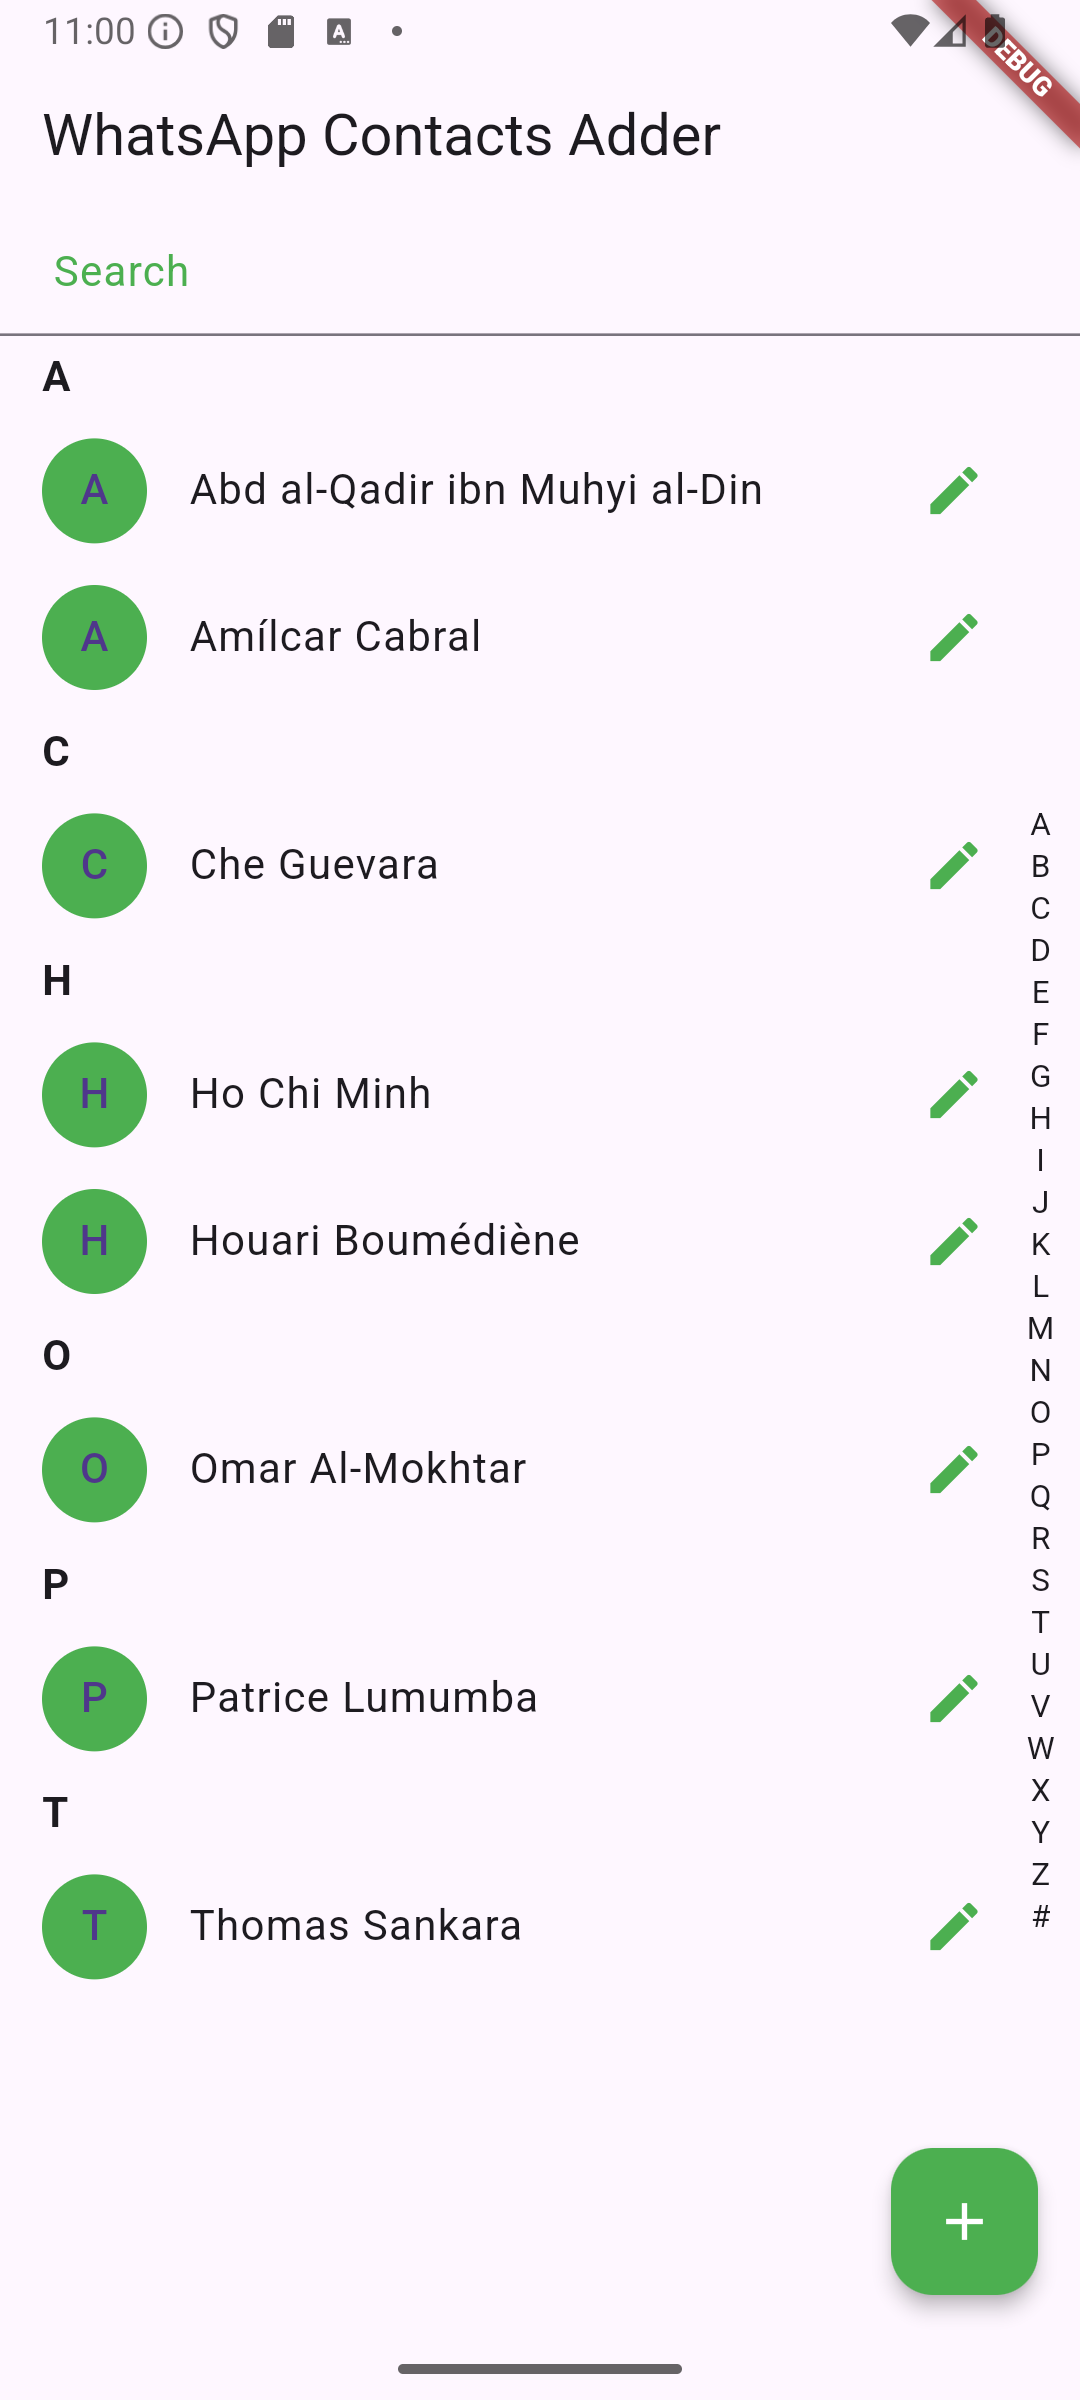 11:00
DEBUG
WhatsApp Contacts Adder
Search
A
A Abd al-Qadir ibn Muhyi al-Din
A Amílcar Cabral
C
C Che Guevara
H
H Ho Chi Minh
H Houari Boumédiène
O
O Omar Al-Mokhtar
P
P Patrice Lumumba
T
T Thomas Sankara
A
B
C
D
E
F
G
H
I
J
K
L
M
N
O
P
Q
R
S
T
U
V
W
X
Y
Z
#
+